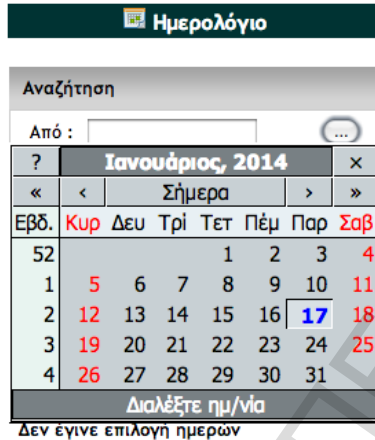 Ημερολόγιο
Αναζήτηση
Από : ...
? Ιανουάριος, 2014 ×
« ‹ Σήμερα › »
Εβδ. Κυρ Δευ Τρί Τετ Πέμ Παρ Σαβ
52 1 2 3 4
1 5 6 7 8 9 10 11
2 12 13 14 15 16 17 18
3 19 20 21 22 23 24 25
4 26 27 28 29 30 31
Διαλέξτε ημ/νία
Δεν έγινε επιλογή ημερών